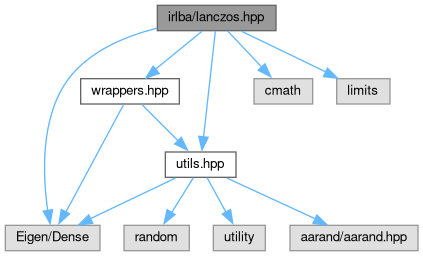 irlba/lanczos.hpp
wrappers.hpp
cmath
limits
utils.hpp
Eigen/Dense
random
utility
aarand/aarand.hpp